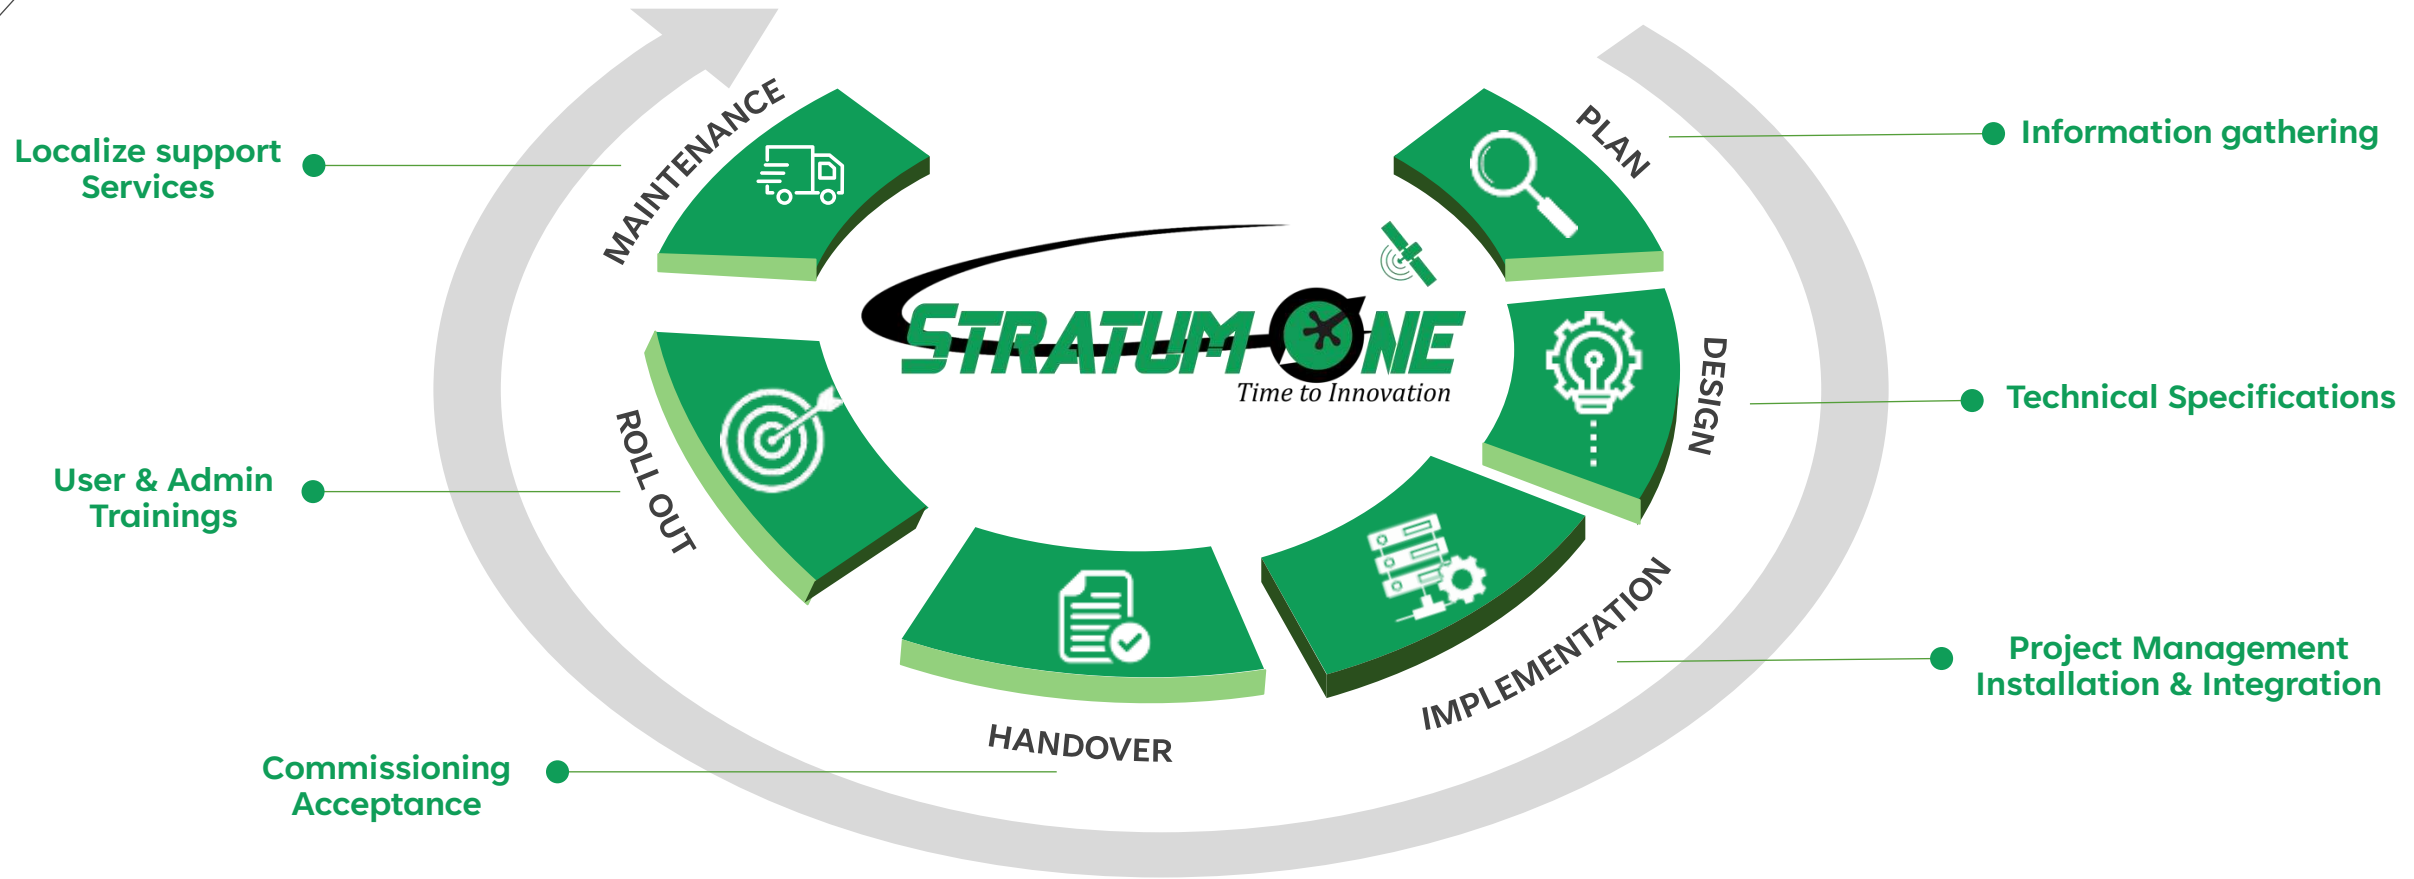 PLAN
Information gathering
DESIGN
Technical Specifications
IMPLEMENTATION
Project Management
Installation & Integration
HANDOVER
Commissioning
Acceptance
ROLL OUT
User & Admin
Trainings
MAINTENANCE
Localize support
Services
STRATUM ONE
Time to Innovation